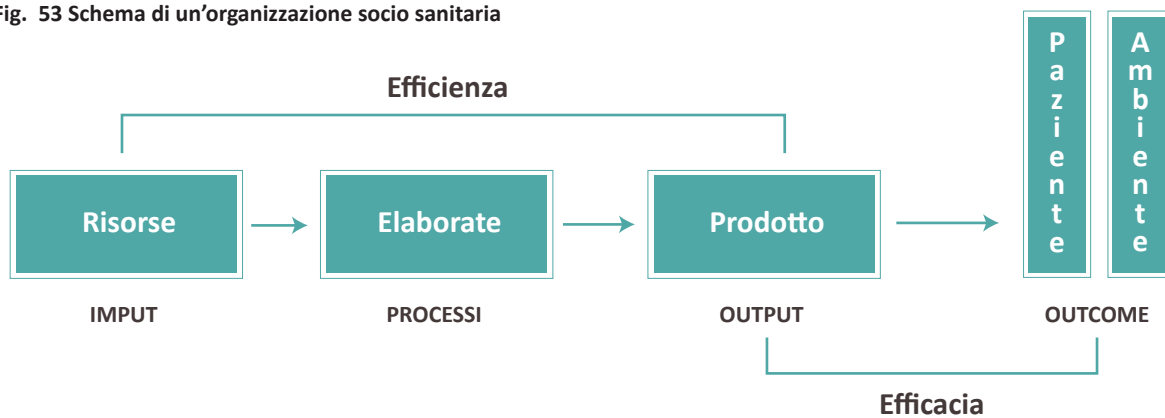 Fig. 53 Schema di un'organizzazione socio sanitaria
Efficienza
Risorse
Elaborate
Prodotto
Paziente
Ambiente
IMPUT
PROCESSI
OUTPUT
OUTCOME
Efficacia